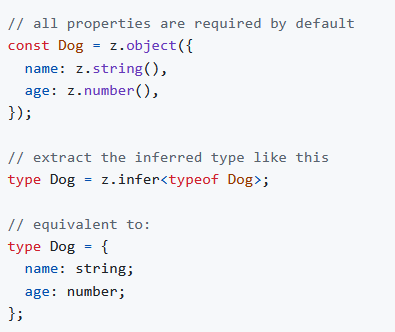 // all properties are required by default
const Dog = z.object({
  name: z.string(),
  age: z.number(),
});

// extract the inferred type like this
type Dog = z.infer<typeof Dog>;

// equivalent to:
type Dog = {
  name: string;
  age: number;
};